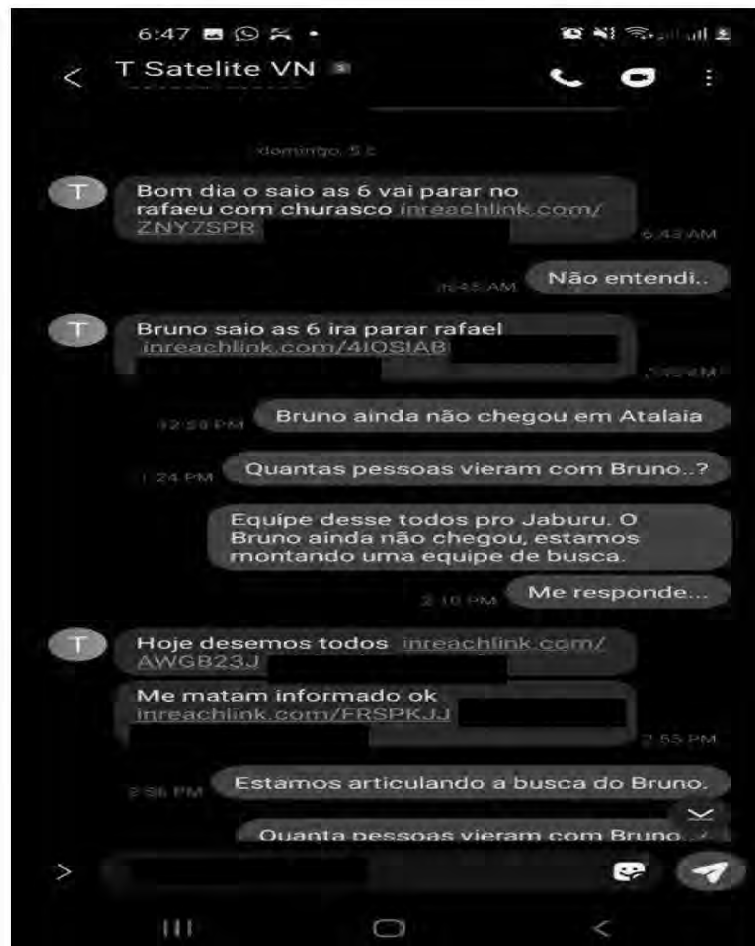 6:47
T Satelite VN
domingo, 5
Bom dia o saio as 6 vai parar no
rafaeu com churasco inreachlink.com/
ZNY7SPR
6:43 AM
Não entendi..
AM
Bruno saio as 6 ira parar rafael
inreachlink.com/4IOSIAB
AM
Bruno ainda não chegou em Atalaia
PM
Quantas pessoas vieram com Bruno..?
1:24 PM
Equipe desse todos pro Jaburu. O
Bruno ainda não chegou, estamos
montando uma equipe de busca.
Me responde...
2:10 PM
Hoje desemos todos inreachlink.com/
AWGB23J
Me matam informado ok
inreachlink.com/FRSPKJJ
2:55 PM
Estamos articulando a busca do Bruno.
2:56 PM
Quanta pessoas vieram com Bruno